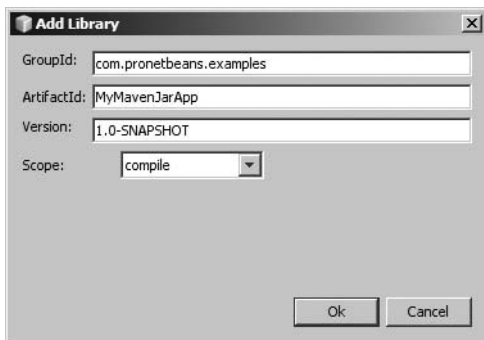 Add Library
GroupId: com.pronetbeans.examples
ArtifactId: MyMavenJarApp
Version: 1.0-SNAPSHOT
Scope: compile
Ok Cancel